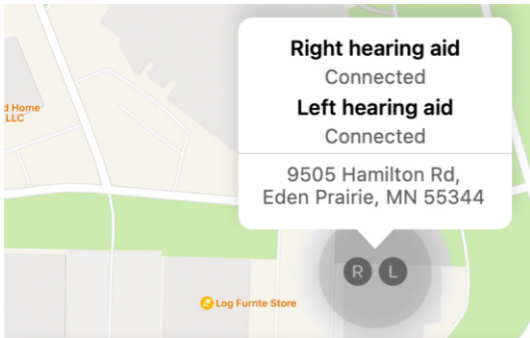 Right hearing aid
Connected
Left hearing aid
Connected
9505 Hamilton Rd,
Eden Prairie, MN 55344
d Home
LLC
R L
Log Furnte Store